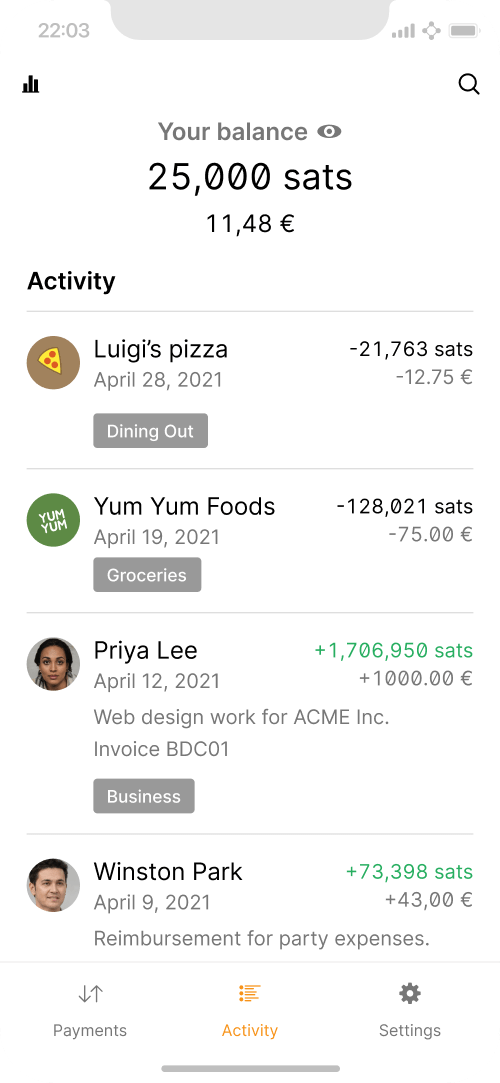 22:03
Your balance
25,000 sats
11,48 €
Activity
Luigi’s pizza
-21,763 sats
April 28, 2021
-12.75 €
Dining Out
YUM
YUM
Yum Yum Foods
-128,021 sats
April 19, 2021
-75.00 €
Groceries
Priya Lee
+1,706,950 sats
April 12, 2021
+1000.00 €
Web design work for ACME Inc.
Invoice BDC01
Business
Winston Park
+73,398 sats
April 9, 2021
+43,00 €
Reimbursement for party expenses.
Payments
Activity
Settings